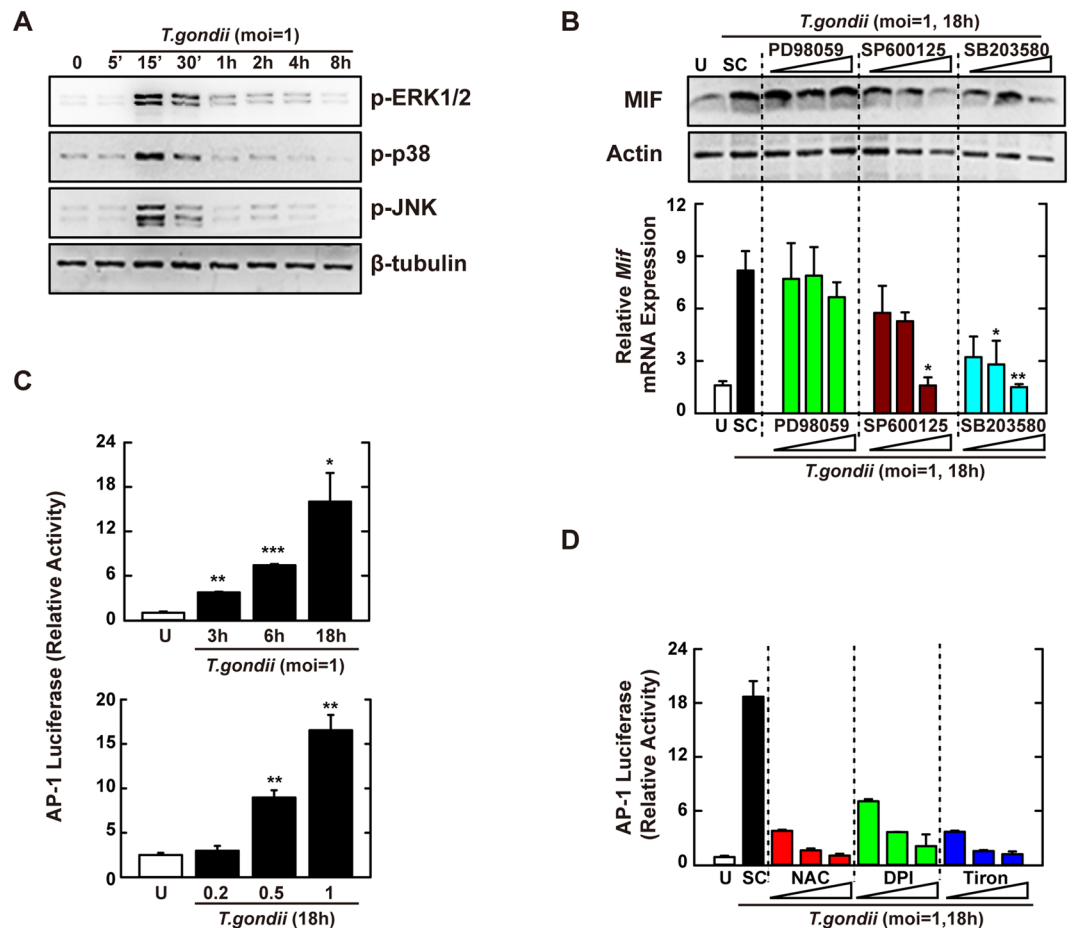 A
T.gondii (moi=1)
0 5’ 15’ 30’ 1h 2h 4h 8h
p-ERK1/2
p-p38
p-JNK
β-tubulin
B
T.gondii (moi=1, 18h)
PD98059 SP600125 SB203580
U SC
MIF
Actin
Relative Mif
mRNA Expression
12
9
6
3
0
* * **
U SC PD98059 SP600125 SB203580
T.gondii (moi=1, 18h)
C
AP-1 Luciferase (Relative Activity)
24
18
12
6
0
** *** *
U 3h 6h 18h
T.gondii (moi=1)
20
15
10
5
0
** **
U 0.2 0.5 1
T.gondii (18h)
D
AP-1 Luciferase
(Relative Activity)
24
18
12
6
0
U SC NAC DPI Tiron
T.gondii (moi=1,18h)